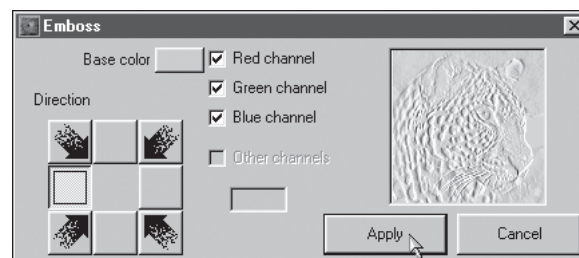 Emboss
Base color
Red channel
Green channel
Direction
Blue channel
Other channels
Apply
Cancel